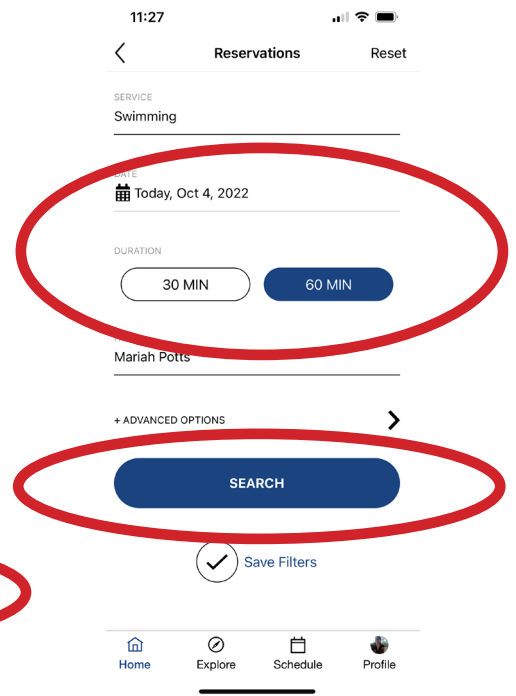 11:27
Reservations Reset
SERVICE
Swimming
DATE
Today, Oct 4, 2022
DURATION
30 MIN 60 MIN
Mariah Potts
+ ADVANCED OPTIONS
SEARCH
Save Filters
Home Explore Schedule Profile